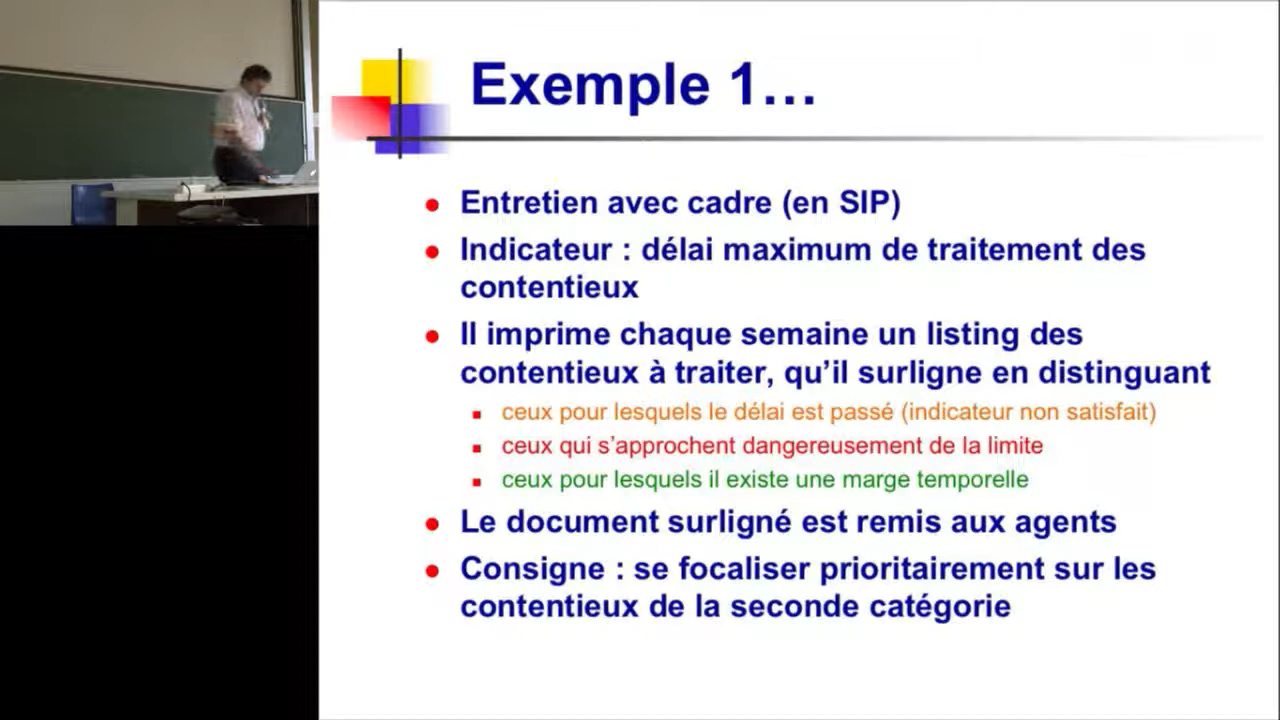 Exemple 1...
Entretien avec cadre (en SIP)
Indicateur : délai maximum de traitement des
contentieux
Il imprime chaque semaine un listing des
contentieux à traiter, qu'il surligne en distinguant
ceux pour lesquels le délai est passé (indicateur non satisfait)
ceux qui s'approchent dangereusement de la limite
ceux pour lesquels il existe une marge temporelle
Le document surligné est remis aux agents
Consigne : se focaliser prioritairement sur les
contentieux de la seconde catégorie